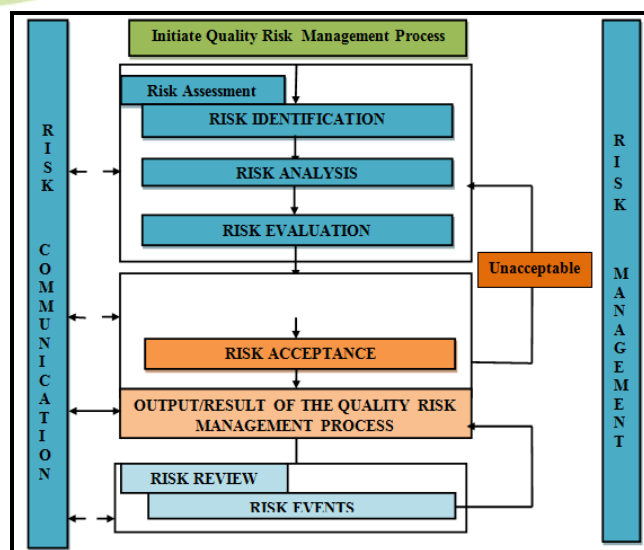 Initiate Quality Risk Management Process
Risk Assessment
RISK IDENTIFICATION
RISK ANALYSIS
RISK EVALUATION
Unacceptable
RISK ACCEPTANCE
OUTPUT/RESULT OF THE QUALITY RISK
MANAGEMENT PROCESS
RISK REVIEW
RISK EVENTS
RISK COMMUNICATION
RISK MANAGEMENT